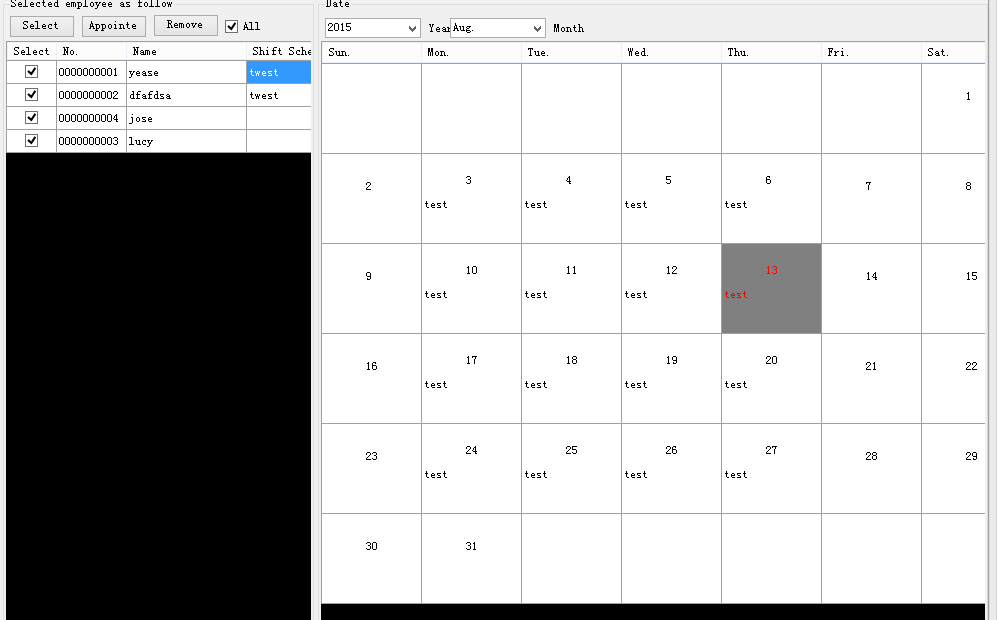 Selected employee as follow
Select Appointe Remove All
Select No. Name Shift Sche
0000000001 yease twest
0000000002 dfafdsa twest
0000000004 jose
0000000003 lucy
Date
2015 Year Aug. Month
Sun. Mon. Tue. Wed. Thu. Fri. Sat.
1
2 3 4 5 6 7 8
test test test test
9 10 11 12 13 14 15
test test test test
16 17 18 19 20 21 22
test test test test
23 24 25 26 27 28 29
test test test test
30 31